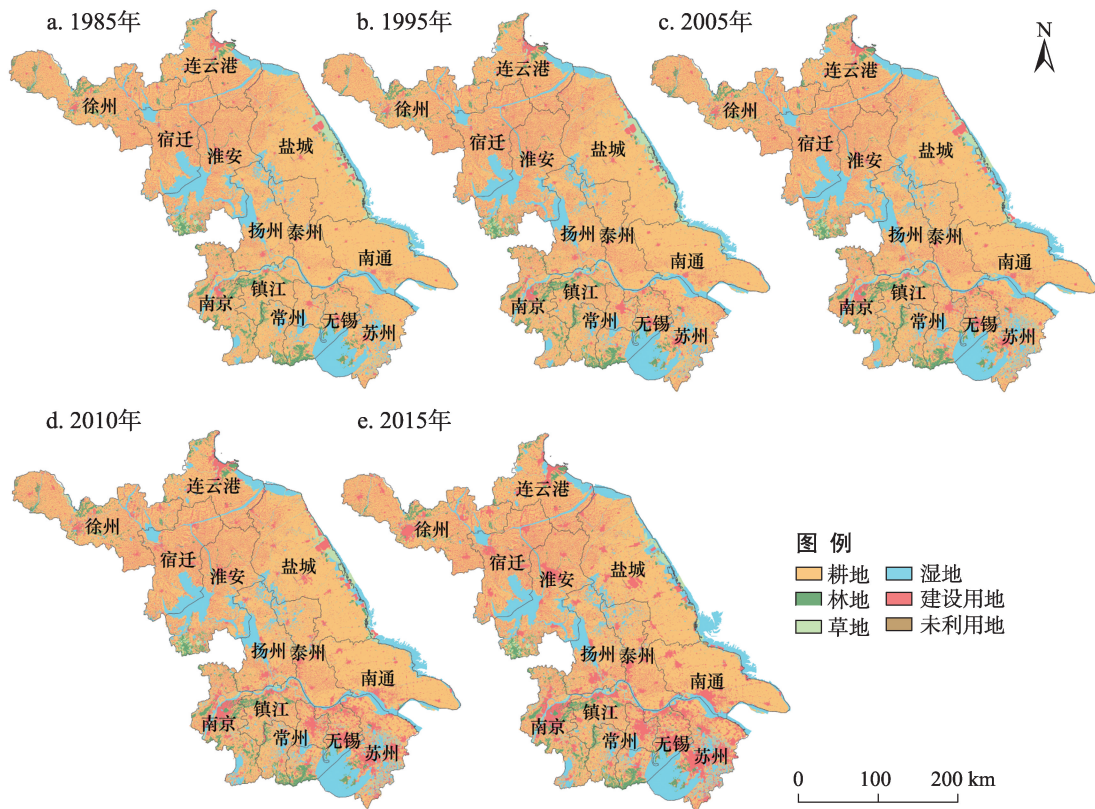 a. 1985年
连云港
徐州
宿迁
淮安
盐城
扬州
泰州
南通
南京
镇江
常州
无锡
苏州
b. 1995年
连云港
徐州
宿迁
淮安
盐城
扬州
泰州
南通
南京
镇江
常州
无锡
苏州
c. 2005年
连云港
徐州
宿迁
淮安
盐城
扬州
泰州
南通
南京
镇江
常州
无锡
苏州
N
d. 2010年
连云港
徐州
宿迁
淮安
盐城
扬州
泰州
南通
南京
镇江
常州
无锡
苏州
e. 2015年
连云港
徐州
宿迁
淮安
盐城
扬州
泰州
南通
南京
镇江
常州
无锡
苏州
图 例
耕地
湿地
林地
建设用地
草地
未利用地
0 100 200 km